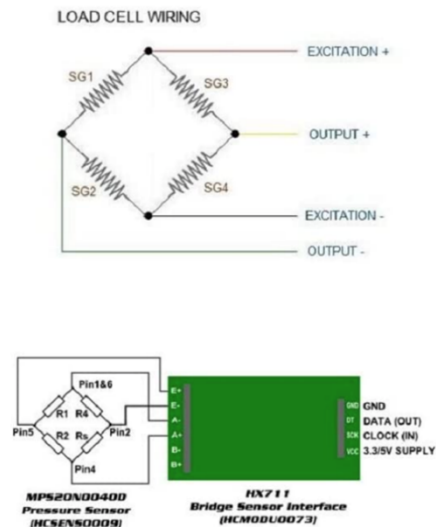 LOAD CELL WIRING
EXCITATION +
SG1
SG3
OUTPUT +
SG2
SG4
EXCITATION -
OUTPUT -
Pin1&6
E+
R1
R4
E-
GND
GND
Pin5
Pin2
A-
DT
DATA (OUT)
R2
Rs
A+
SCK
CLOCK (IN)
B-
VCC
3.3/5V SUPPLY
Pin4
B+
MPS20N0040D
Pressure Sensor
(HCSENS0009)
HX711
Bridge Sensor Interface
(HCMODU0073)